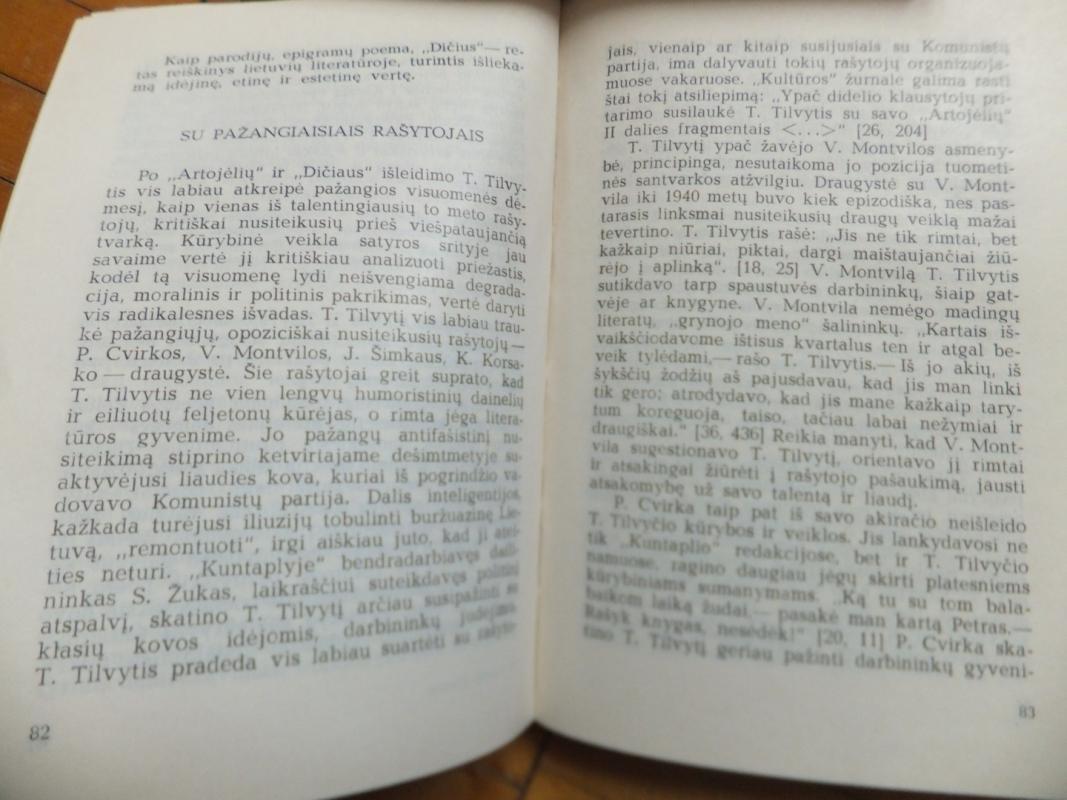 Kaip parodijų, epigramų poema, „Dičius“ — re-
tas reiškinys lietuvių literatūroje, turintis išlieka-
mą idėjinę, etinę ir estetinę vertę.
SU PAŽANGIAISIAIS RAŠYTOJAIS
Po „Artojėlių“ ir „Dičiaus“ išleidimo T. Tilvy-
tis vis labiau atkreipė pažangios visuomenės dė-
mesį, kaip vienas iš talentingiausių to meto rašy-
tojų, kritiškai nusiteikusių prieš viešpataujančią
tvarką. Kūrybinė veikla satyros srityje jau
savaime vertė jį kritiškiau analizuoti priežastis,
kodėl tą visuomenę lydi neišvengiama degrada-
cija, moralinis ir politinis pakrikimas, vertė daryti
vis radikalesnes išvadas. T. Tilvytį vis labiau trau-
kė pažangiųjų, opoziciškai nusiteikusių rašytojų —
P. Cvirkos, V. Montvilos, J. Šimkaus, K. Korsa-
ko — draugystė. Šie rašytojai greit suprato, kad
T. Tilvytis ne vien lengvų humoristinių dainelių
ir eiliuotų feljetonų kūrėjas, o rimta jėga litera-
tūros gyvenime. Jo pažangų antifašistinį nu-
siteikimą stiprino ketvirtajame dešimtmetyje su-
aktyvėjusi liaudies kova, kuriai iš pogrindžio va-
dovavo Komunistų partija. Dalis inteligentijos,
kažkada turėjusi iliuzijų tobulinti buržuazinę Lie-
tuvą, „remontuoti“, irgi aiškiau juto, kad ji atei-
ties neturi. „Kuntaplyje“ bendradarbiavęs daili-
ninkas S. Žukas, laikraščiui suteikdavęs politinį
atspalvį, skatino T. Tilvytį arčiau susipažinti su
klasių kovos idėjomis, darbininkų judėjimu.
T. Tilvytis pradeda vis labiau suartėti su rašyto-
82
jais, vienaip ar kitaip susijusiais su Komunistų
partija, ima dalyvauti tokių rašytojų organizuoja-
muose vakaruose. „Kultūros“ žurnale galima rasti
štai tokį atsiliepimą: „Ypač didelio klausytojų pri-
tarimo susilaukė T. Tilvytis su savo „Artojėlių“
II dalies fragmentais <...>“ [26, 204]
T. Tilvytį ypač žavėjo V. Montvilos asmeny-
bė, principinga, nesutaikoma jo pozicija tuometi-
nės santvarkos atžvilgiu. Draugystė su V. Mont-
vila iki 1940 metų buvo kiek epizodiška, nes pas-
tarasis linksmai nusiteikusių draugų veiklą mažai
tevertino. T. Tilvytis rašė: „Jis ne tik rimtai, bet
kažkaip niūriai, piktai, dargi maištaujančiai žiū-
rėjo į aplinką“. [18, 25] V. Montvilą T. Tilvytis
sutikdavo tarp spaustuvės darbininkų, šiaip gat-
vėje ar knygyne. V. Montvila nemėgo madingų
literatų, „grynojo meno“ šalininkų. „Kartais iš-
vaikščiodavome ištisus kvartalus ten ir atgal be-
veik tylėdami, — rašo T. Tilvytis. — Iš jo akių, iš
šykščių žodžių aš pajusdavau, kad jis man linki
tik gero; atrodydavo, kad jis mane kažkaip tary-
tum koreguoja, taiso, tačiau labai nežymiai ir
draugiškai.“ [36, 436] Reikia manyti, kad V. Mont-
vila sugestionavo T. Tilvytį, orientavo jį rimtai
ir atsakingai žiūrėti į rašytojo pašaukimą, jausti
atsakomybę už savo talentą ir liaudį.
P. Cvirka taip pat iš savo akiračio neišleido
T. Tilvyčio kūrybos ir veiklos. Jis lankydavosi ne
tik „Kuntaplio“ redakcijose, bet ir T. Tilvyčio
namuose, ragino daugiau jėgų skirti platesniems
kūrybiniams sumanymams. „Ką tu su tom bala-
baikom laiką žudai, — pasakė man kartą Petras. —
Rašyk knygas, nesėdėk!“ [20, 11] P. Cvirka ska-
tino T. Tilvytį geriau pažinti darbininkų gyveni-
83